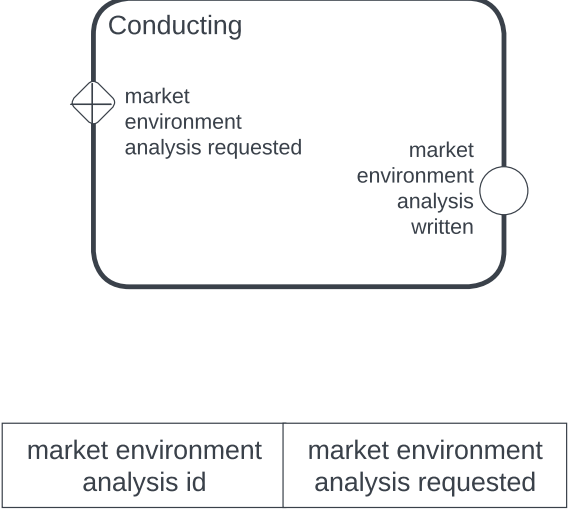 Conducting
market
environment
analysis requested
market
environment
analysis
written
market environment
analysis id
market environment
analysis requested